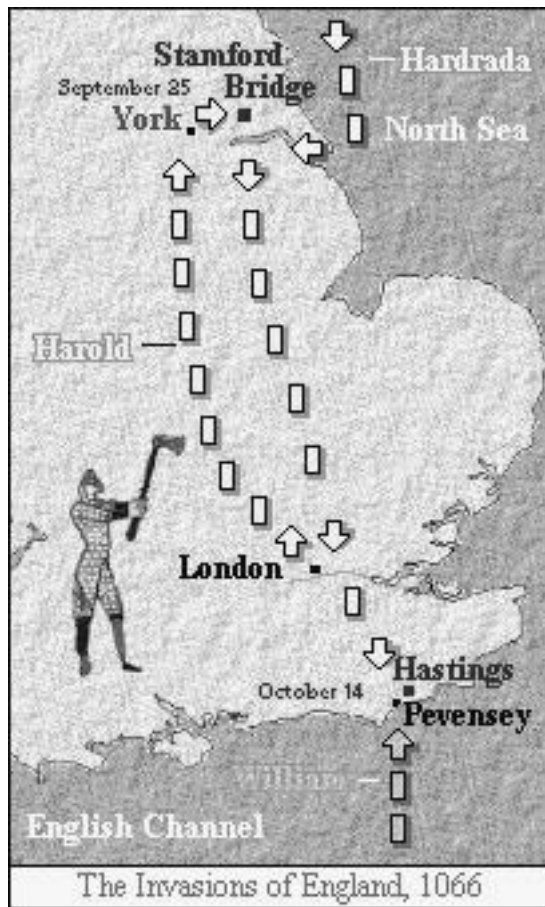 Stamford
Bridge
Hardrada
September 25
York
North Sea
Harold
London
Hastings
October 14
Pevensey
William
English Channel
The Invasions of England, 1066